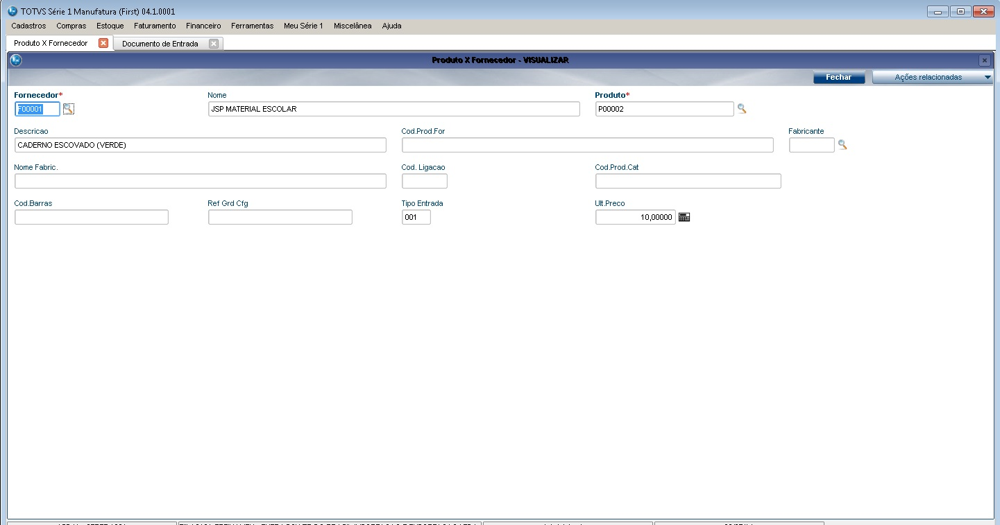 TOTVS Série 1 Manufatura (First) 04.1.0001
Cadastros Compras Estoque Faturamento Financeiro Ferramentas Meu Série 1 Miscelânea Ajuda
Produto X Fornecedor Documento de Entrada
Produto X Fornecedor - VISUALIZAR
Fechar Ações relacionadas
Fornecedor* Nome Produto*
F00001 JSP MATERIAL ESCOLAR P00002
Descricao Cod.Prod.For Fabricante
CADERNO ESCOVADO (VERDE)
Nome Fabric. Cod. Ligacao Cod.Prod.Cat
Cod.Barras Ref Grd Cfg Tipo Entrada Ult.Preco
001 10,00000